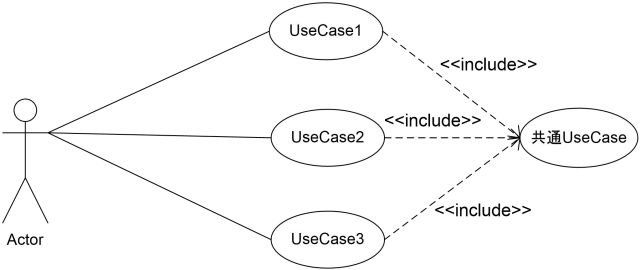 UseCase1
<<include>>
<<include>>
UseCase2
共通UseCase
<<include>>
Actor
UseCase3